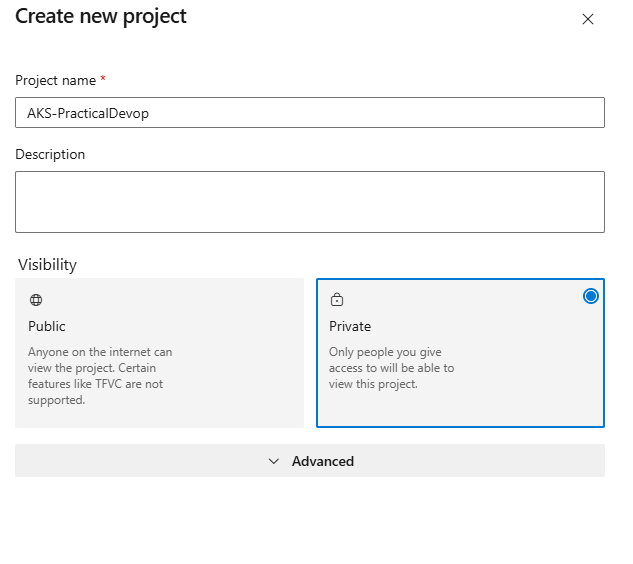 Create new project
Project name *
AKS-PracticalDevop
Description
Visibility
Public
Anyone on the internet can
view the project. Certain
features like TFVC are not
supported.
Private
Only people you give
access to will be able to
view this project.
Advanced